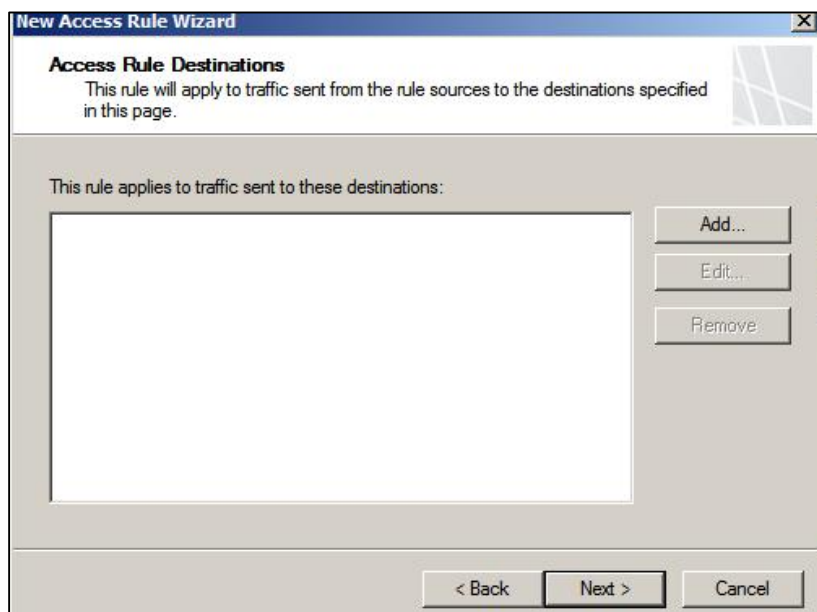 New Access Rule Wizard
Access Rule Destinations
This rule will apply to traffic sent from the rule sources to the destinations specified
in this page.
This rule applies to traffic sent to these destinations:
Add...
Edit...
Remove
< Back
Next >
Cancel